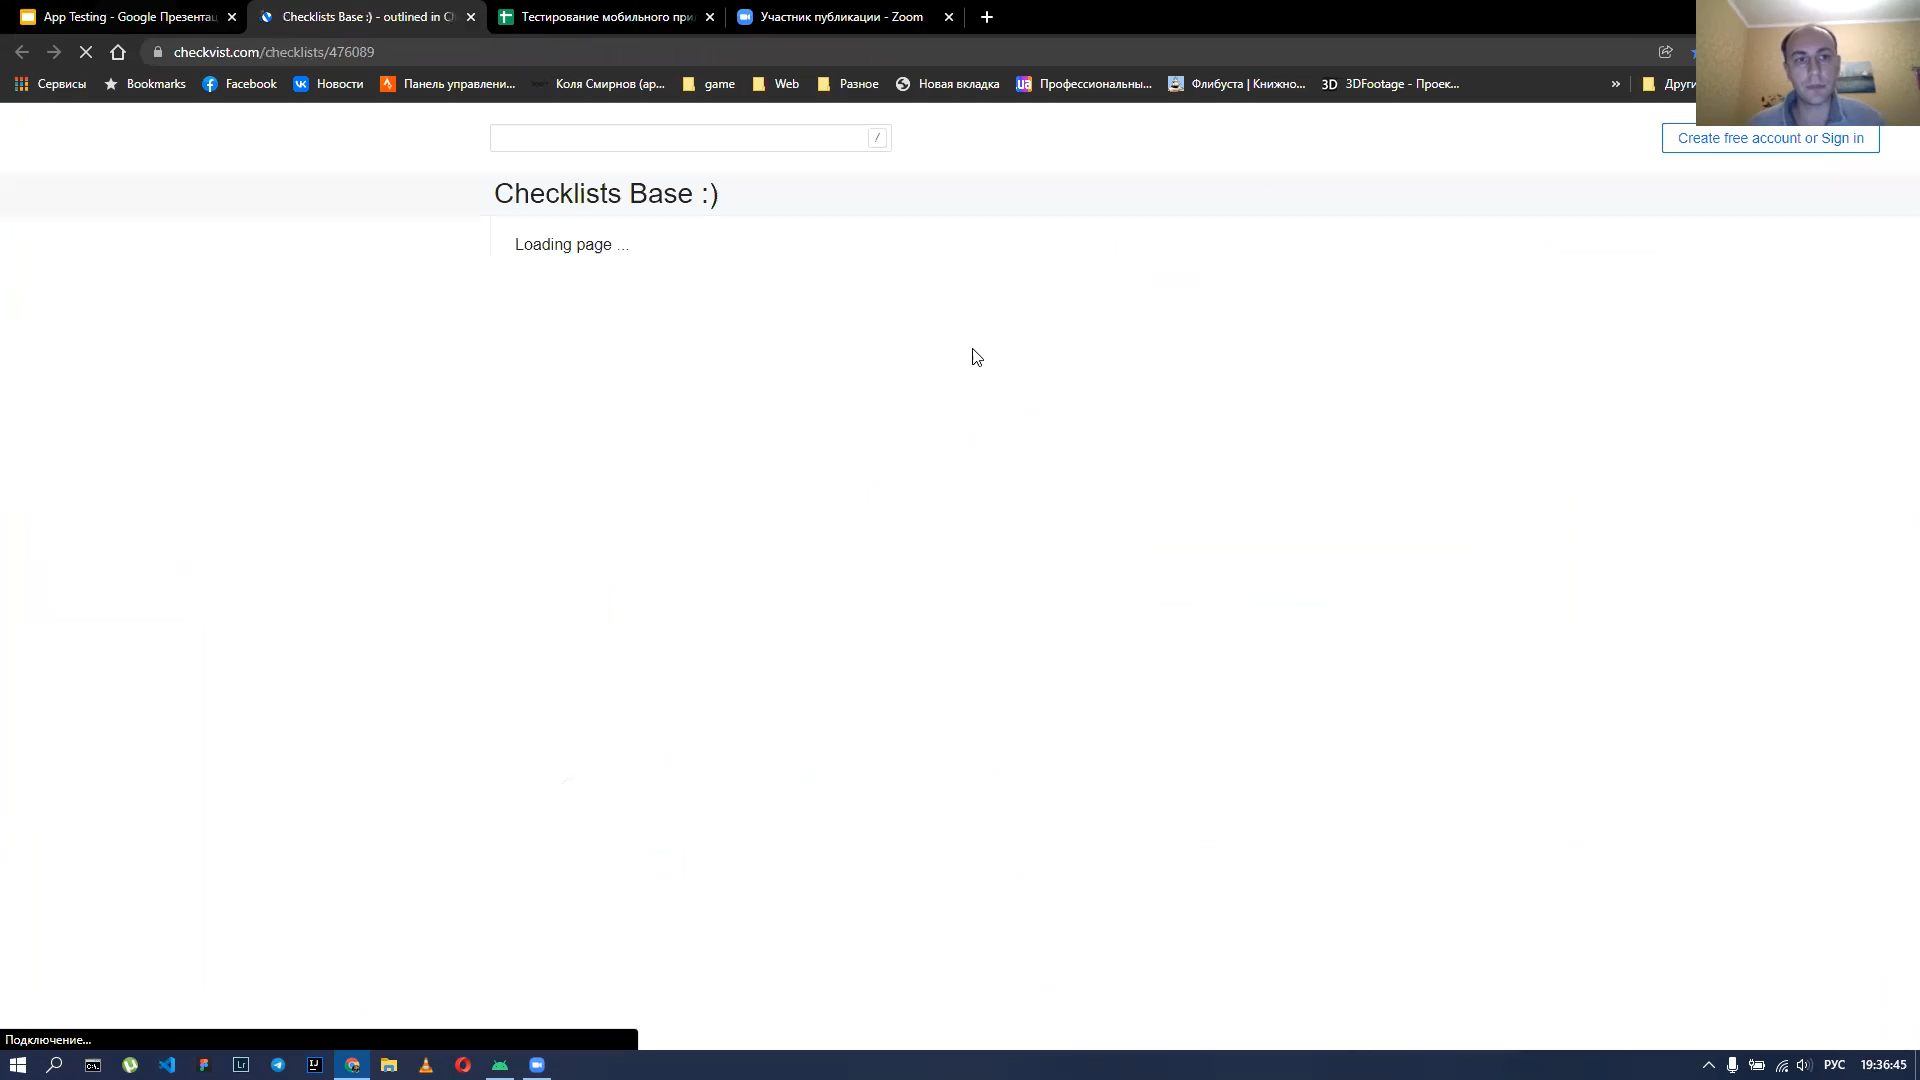 App Testing - Google Презентац
Checklists Base :) - outlined in C
Тестирование мобильного при
Участник публикации - Zoom
checkvist.com/checklists/476089
Сервисы
Bookmarks
Facebook
Новости
Панель управлени...
Коля Смирнов (ар...
game
Web
Разное
Новая вкладка
Профессиональны...
Флибуста | Книжно...
3DFootage - Проек...
»
Други
/
Create free account or Sign in
Checklists Base :)
Loading page ...
Подключение...
РУС
19:36:45